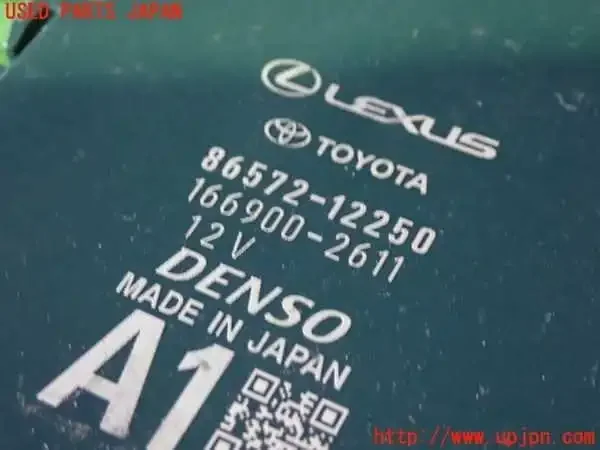 USED PARTS JAPAN
LEXUS
TOYOTA
86572-12250
166900-2611
12V
DENSO
MADE IN JAPAN
A1
http://www.upjpn.com/